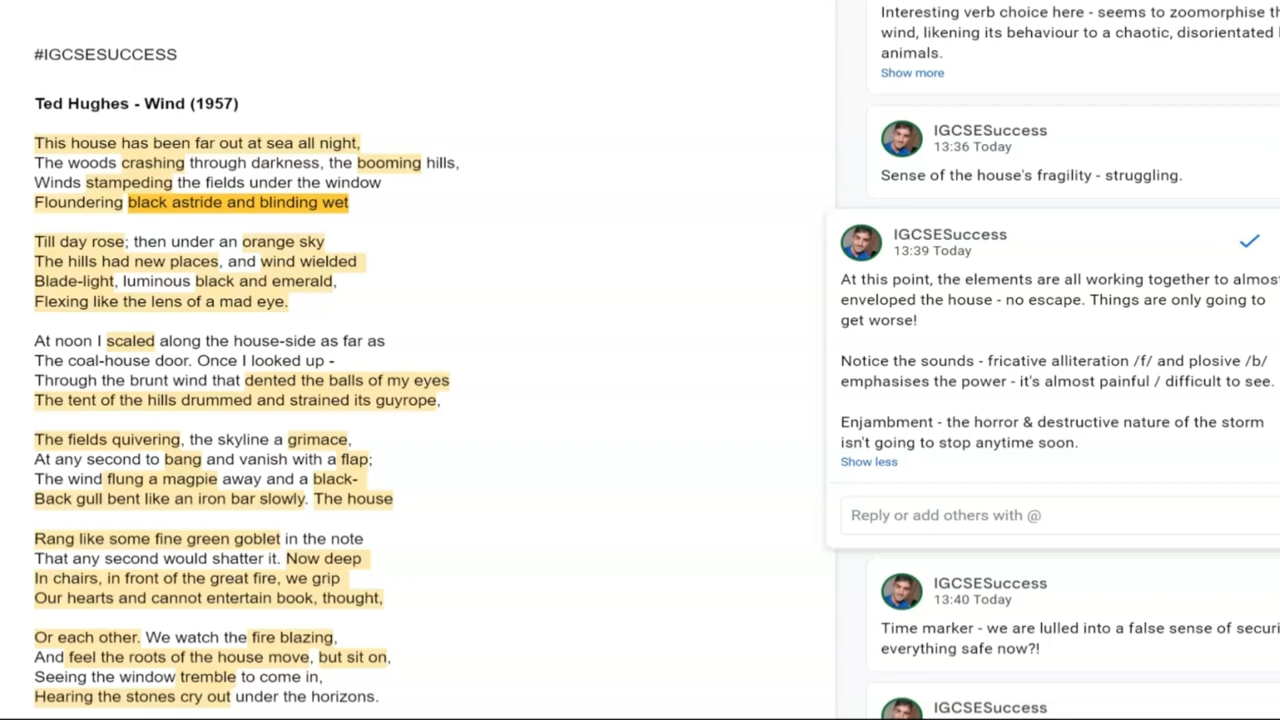 #IGCSESUCCESS
Ted Hughes - Wind (1957)
This house has been far out at sea all night,
The woods crashing through darkness, the booming hills,
Winds stampeding the fields under the window
Floundering black astride and blinding wet
Till day rose; then under an orange sky
The hills had new places, and wind wielded
Blade-light, luminous black and emerald,
Flexing like the lens of a mad eye.
At noon I scaled along the house-side as far as
The coal-house door. Once I looked up -
Through the brunt wind that dented the balls of my eyes
The tent of the hills drummed and strained its guyrope,
The fields quivering, the skyline a grimace,
At any second to bang and vanish with a flap;
The wind flung a magpie away and a black-
Back gull bent like an iron bar slowly. The house
Rang like some fine green goblet in the note
That any second would shatter it. Now deep
In chairs, in front of the great fire, we grip
Our hearts and cannot entertain book, thought,
Or each other. We watch the fire blazing,
And feel the roots of the house move, but sit on,
Seeing the window tremble to come in,
Hearing the stones cry out under the horizons.
Interesting verb choice here - seems to zoomorphise
wind, likening its behaviour to a chaotic, disorientated
animals.
Show more
IGCSESuccess
13:36 Today
Sense of the house's fragility - struggling.
IGCSESuccess
13:39 Today
At this point, the elements are all working together to almos
enveloped the house - no escape. Things are only going to
get worse!
Notice the sounds - fricative alliteration /f/ and plosive /b/
emphasises the power - it's almost painful / difficult to see.
Enjambment - the horror & destructive nature of the storm
isn't going to stop anytime soon.
Show less
Reply or add others with @
IGCSESuccess
13:40 Today
Time marker - we are lulled into a false sense of securi
everything safe now?!
IGCSESuccess